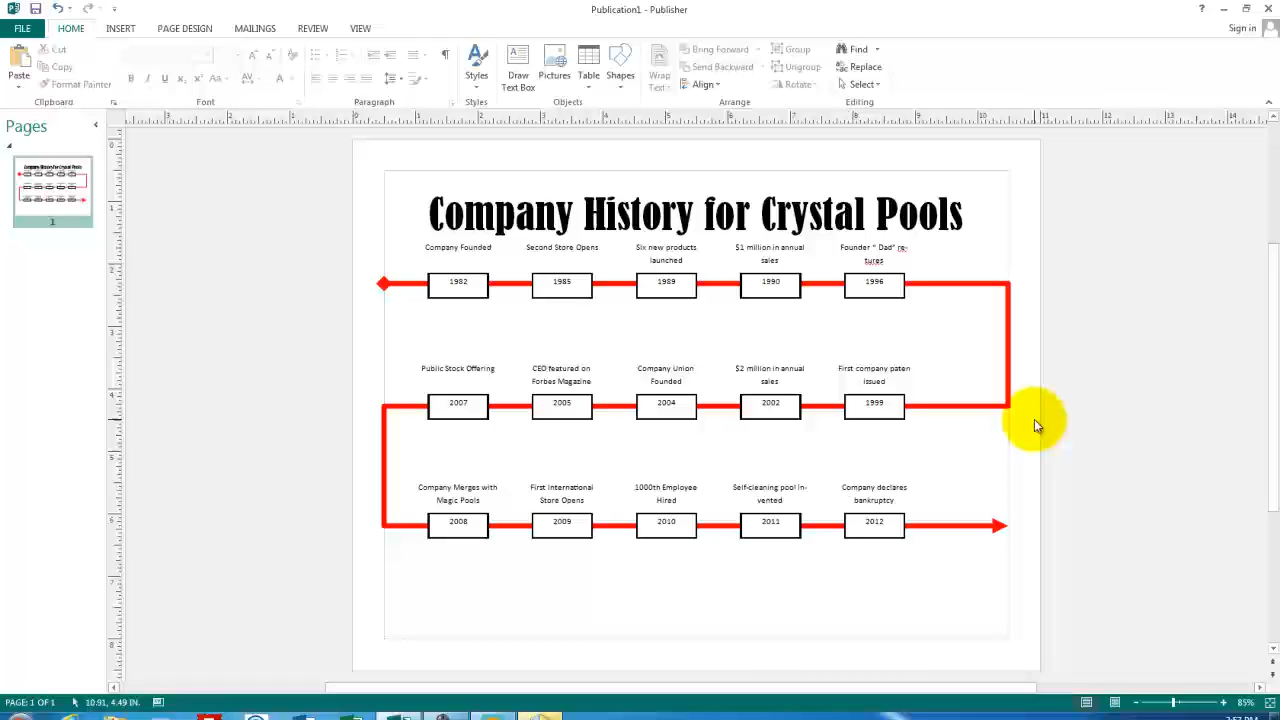 Publication1 - Publisher
?
FILE HOME INSERT PAGE DESIGN MAILINGS REVIEW VIEW
Sign in
Paste
Cut
Copy
Format Painter
Clipboard
B I U
Font
Paragraph
Styles
Styles
Draw Text Box
Pictures
Table
Shapes
Objects
Wrap Text
Bring Forward
Send Backward
Align
Group
Ungroup
Rotate
Arrange
Find
Replace
Select
Editing
Pages
1
Company History for Crystal Pools
Company Founded
Second Store Opens
Six new products
launched
$1 million in annual
sales
Founder " Dad" re-
tures
1982 1985 1989 1990 1996
Public Stock Offering
CEO featured on
Forbes Magazine
Company Union
Founded
$2 million in annual
sales
First company paten
issued
2007 2005 2004 2002 1999
Company Merges with
Magic Pools
First International
Store Opens
1000th Employee
Hired
Self-cleaning pool in-
vented
Company declares
bankruptcy
2008 2009 2010 2011 2012
PAGE: 1 OF 1
10.91, 4.49 IN.
85%